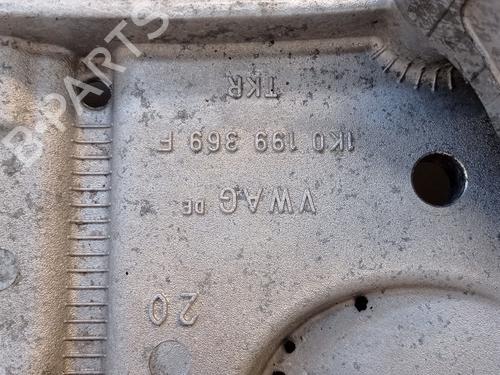 B-PARTS
VWAG DE
1K0 199 369 F
TKR
20